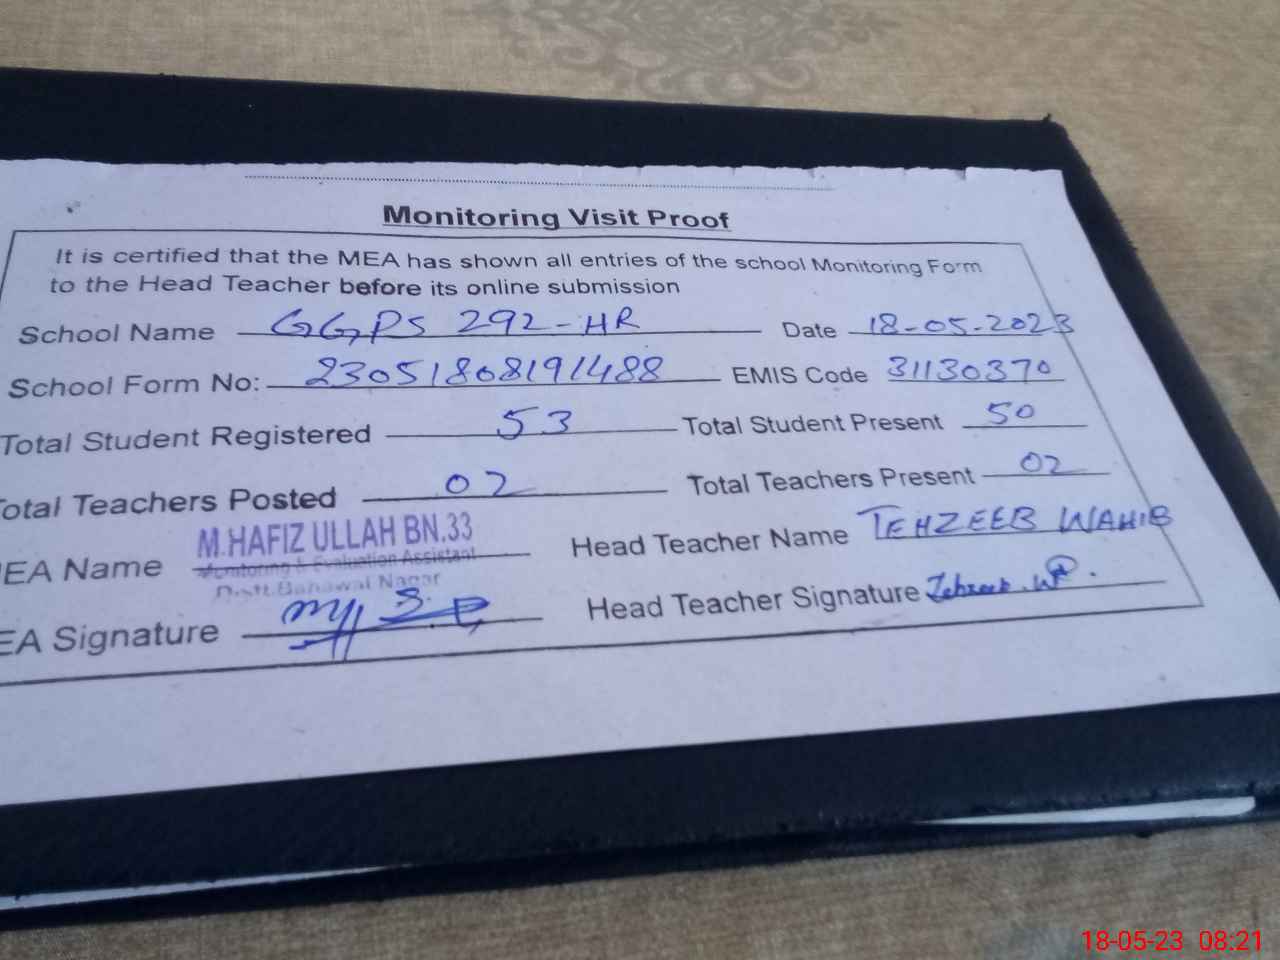 Monitoring Visit Proof
It is certified that the MEA has shown all entries of the school Monitoring Form
to the Head Teacher before its online submission
School Name GGPS 292-HR Date 18-05-2023
School Form No: 23051808191488 EMIS Code 31130370
Total Student Registered 53 Total Student Present 50
otal Teachers Posted 02 Total Teachers Present 02
EA Name M.HAFIZ ULLAH BN.33 Head Teacher Name TEHZEEB WAHIB
Monitoring & Evaluation Assistant
Distt.Bahawal Nagar
EA Signature Head Teacher Signature
18-05-23 08:21